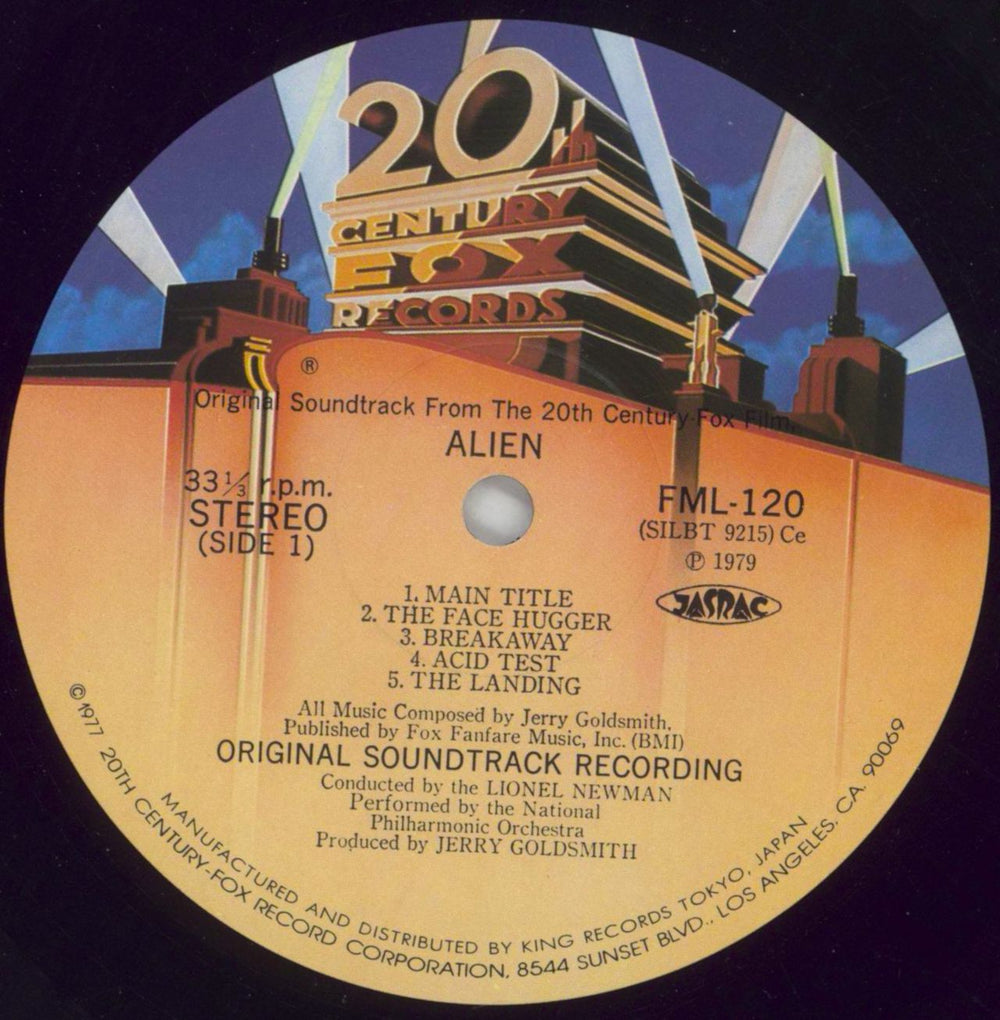 20th
CENTURY
FOX
RECORDS
®
Original Soundtrack From The 20th Century-Fox Film,
ALIEN
33 1/3 r.p.m.
STEREO
(SIDE 1)
FML-120
(SILBT 9215) Ce
Ⓟ 1979
JASRAC
1. MAIN TITLE
2. THE FACE HUGGER
3. BREAKAWAY
4. ACID TEST
5. THE LANDING
All Music Composed by Jerry Goldsmith,
Published by Fox Fanfare Music, Inc. (BMI)
ORIGINAL SOUNDTRACK RECORDING
Conducted by the LIONEL NEWMAN
Performed by the National
Philharmonic Orchestra
Produced by JERRY GOLDSMITH
MANUFACTURED AND DISTRIBUTED BY KING RECORDS TOKYO, JAPAN
©1977 20TH CENTURY-FOX RECORD CORPORATION, 8544 SUNSET BLVD., LOS ANGELES, CA. 90069